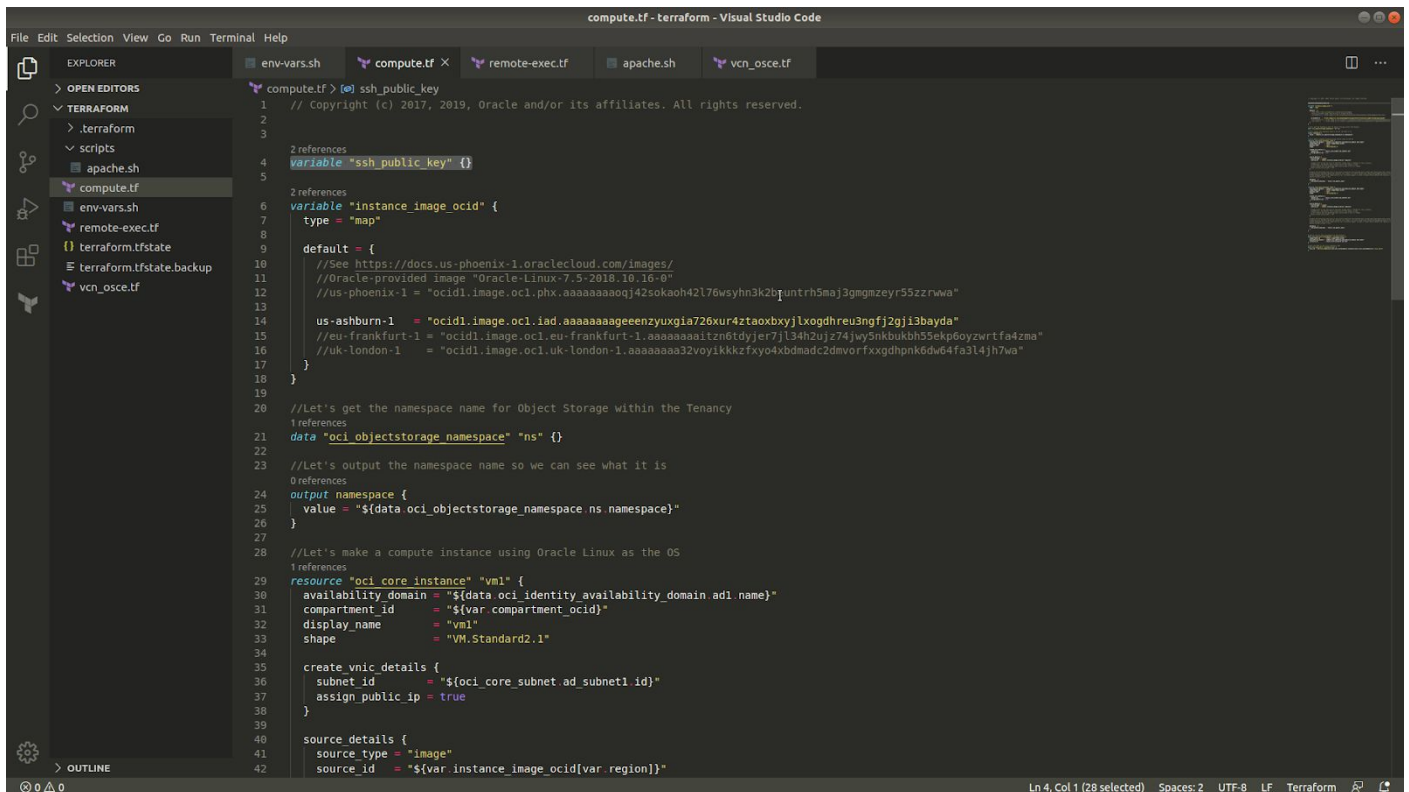 compute.tf - terraform - Visual Studio Code
File Edit Selection View Go Run Terminal Help
EXPLORER
OPEN EDITORS
TERRAFORM
.terraform
scripts
apache.sh
compute.tf
env-vars.sh
remote-exec.tf
{} terraform.tfstate
terraform.tfstate.backup
vcn_osce.tf
OUTLINE
env-vars.sh compute.tf × remote-exec.tf apache.sh vcn_osce.tf
compute.tf > ssh_public_key
1 // Copyright (c) 2017, 2019, Oracle and/or its affiliates. All rights reserved.
2
3
2 references
4 variable "ssh_public_key" {}
5
2 references
6 variable "instance_image_ocid" {
7 type = "map"
8
9 default = {
10 //See https://docs.us-phoenix-1.oraclecloud.com/images/
11 //Oracle-provided image "Oracle-Linux-7.5-2018.10.16-0"
12 //us-phoenix-1 =
13
14 us-ashburn-1 = "ocid1.image.oc1.iad.aaaaaaaageeenzyuxgia726xur4ztaoxbxyjlxogdhreu3ngfj2gji3bayda"
15 //eu-frankfurt-1 = "ocid1.image.oc1.eu-frankfurt-1.aaaaaaaaitzn6tdyjer7jl34h2ujz74jwy5nkbukbh55ekp6oyzwrtfa4zma"
16 //uk-london-1 = "ocid1.image.oc1.uk-london-1.aaaaaaaa32voyikkkzfxyo4xbdmadc2dmvorfxxgdhpnk6dw64fa3l4jh7wa"
17 }
18 }
19
20 //Let's get the namespace name for Object Storage within the Tenancy
1 references
21 data "oci_objectstorage_namespace" "ns" {}
22
23 //Let's output the namespace name so we can see what it is
0 references
24 output namespace {
25 value = "${data.oci_objectstorage_namespace.ns.namespace}"
26 }
27
28 //Let's make a compute instance using Oracle Linux as the OS
1 references
29 resource "oci_core_instance" "vm1" {
30 availability_domain = "${data.oci_identity_availability_domain.ad1.name}"
31 compartment_id = "${var.compartment_ocid}"
32 display_name = "vm1"
33 shape = "VM.Standard2.1"
34
35 create_vnic_details {
36 subnet_id = "${oci_core_subnet.ad_subnet1.id}"
37 assign_public_ip = true
38 }
39
40 source_details {
41 source_type = "image"
42 source_id = "${var.instance_image_ocid[var.region]}"
0 0 Ln 4, Col 1 (28 selected) Spaces: 2 UTF-8 LF Terraform